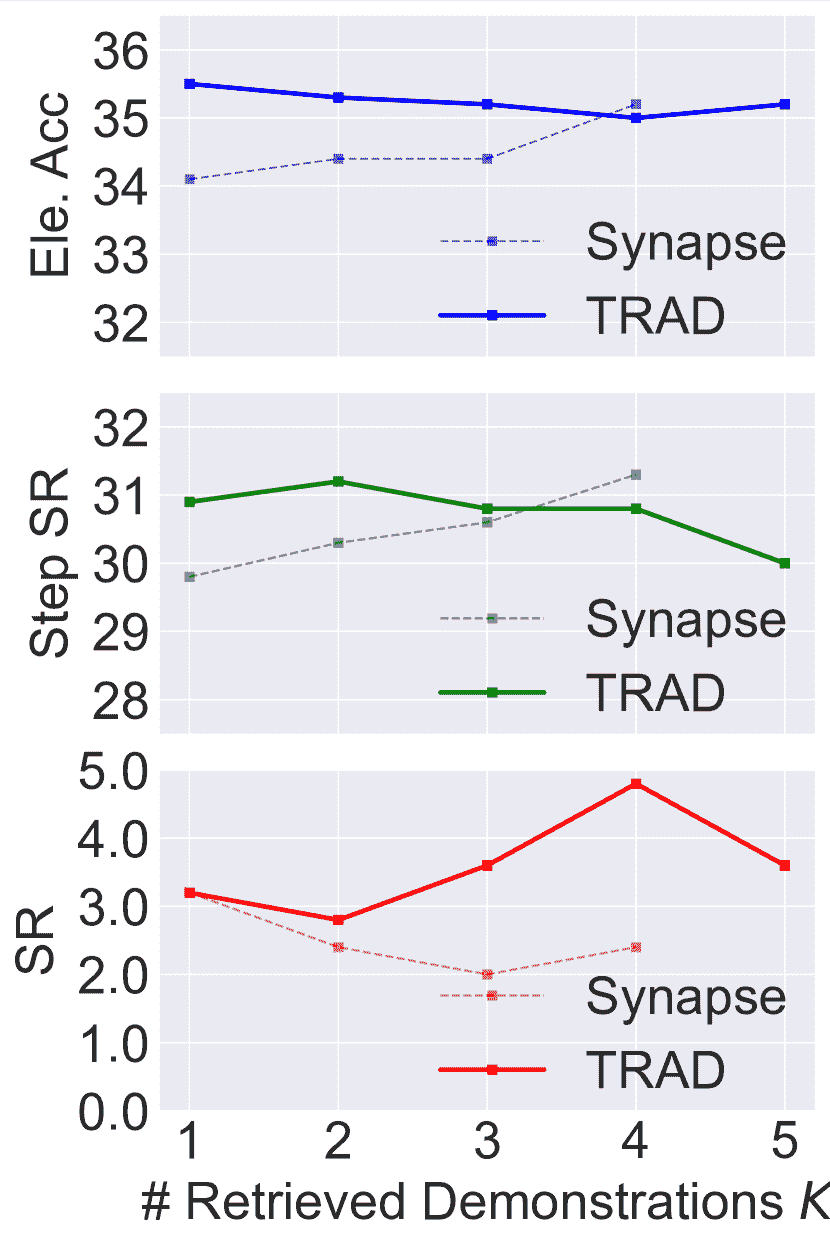 Ele. Acc
36
35
34
33
32
Synapse
TRAD
Step SR
32
31
30
29
28
Synapse
TRAD
SR
5.0
4.0
3.0
2.0
1.0
0.0
Synapse
TRAD
1 2 3 4 5
# Retrieved Demonstrations K